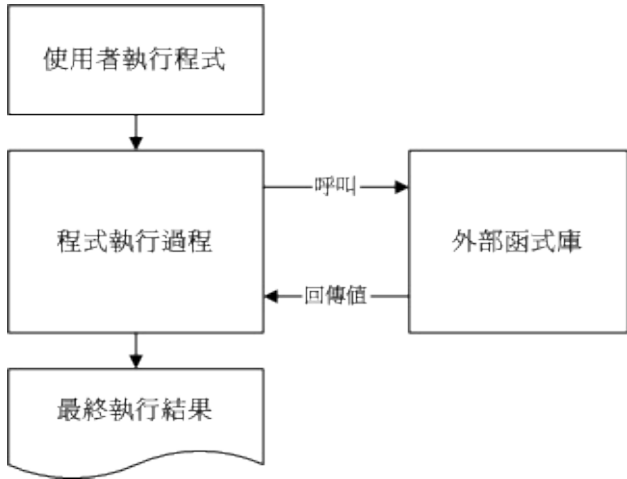 使用者執行程式
程式執行過程
呼叫
外部函式庫
回傳值
最終執行結果